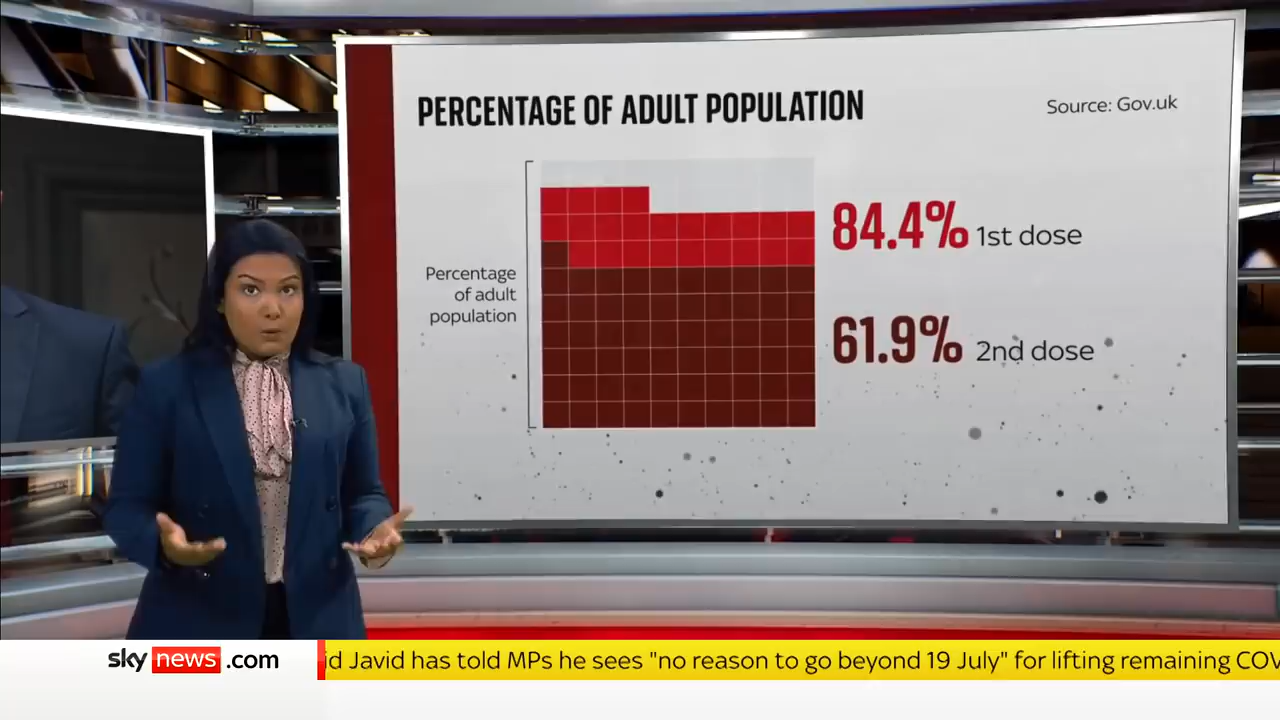 PERCENTAGE OF ADULT POPULATION
Source: Gov.uk
84.4% 1st dose
Percentage
of adult
population
61.9% 2nd dose
sky news .com
id Javid has told MPs he sees "no reason to go beyond 19 July" for lifting remaining COV